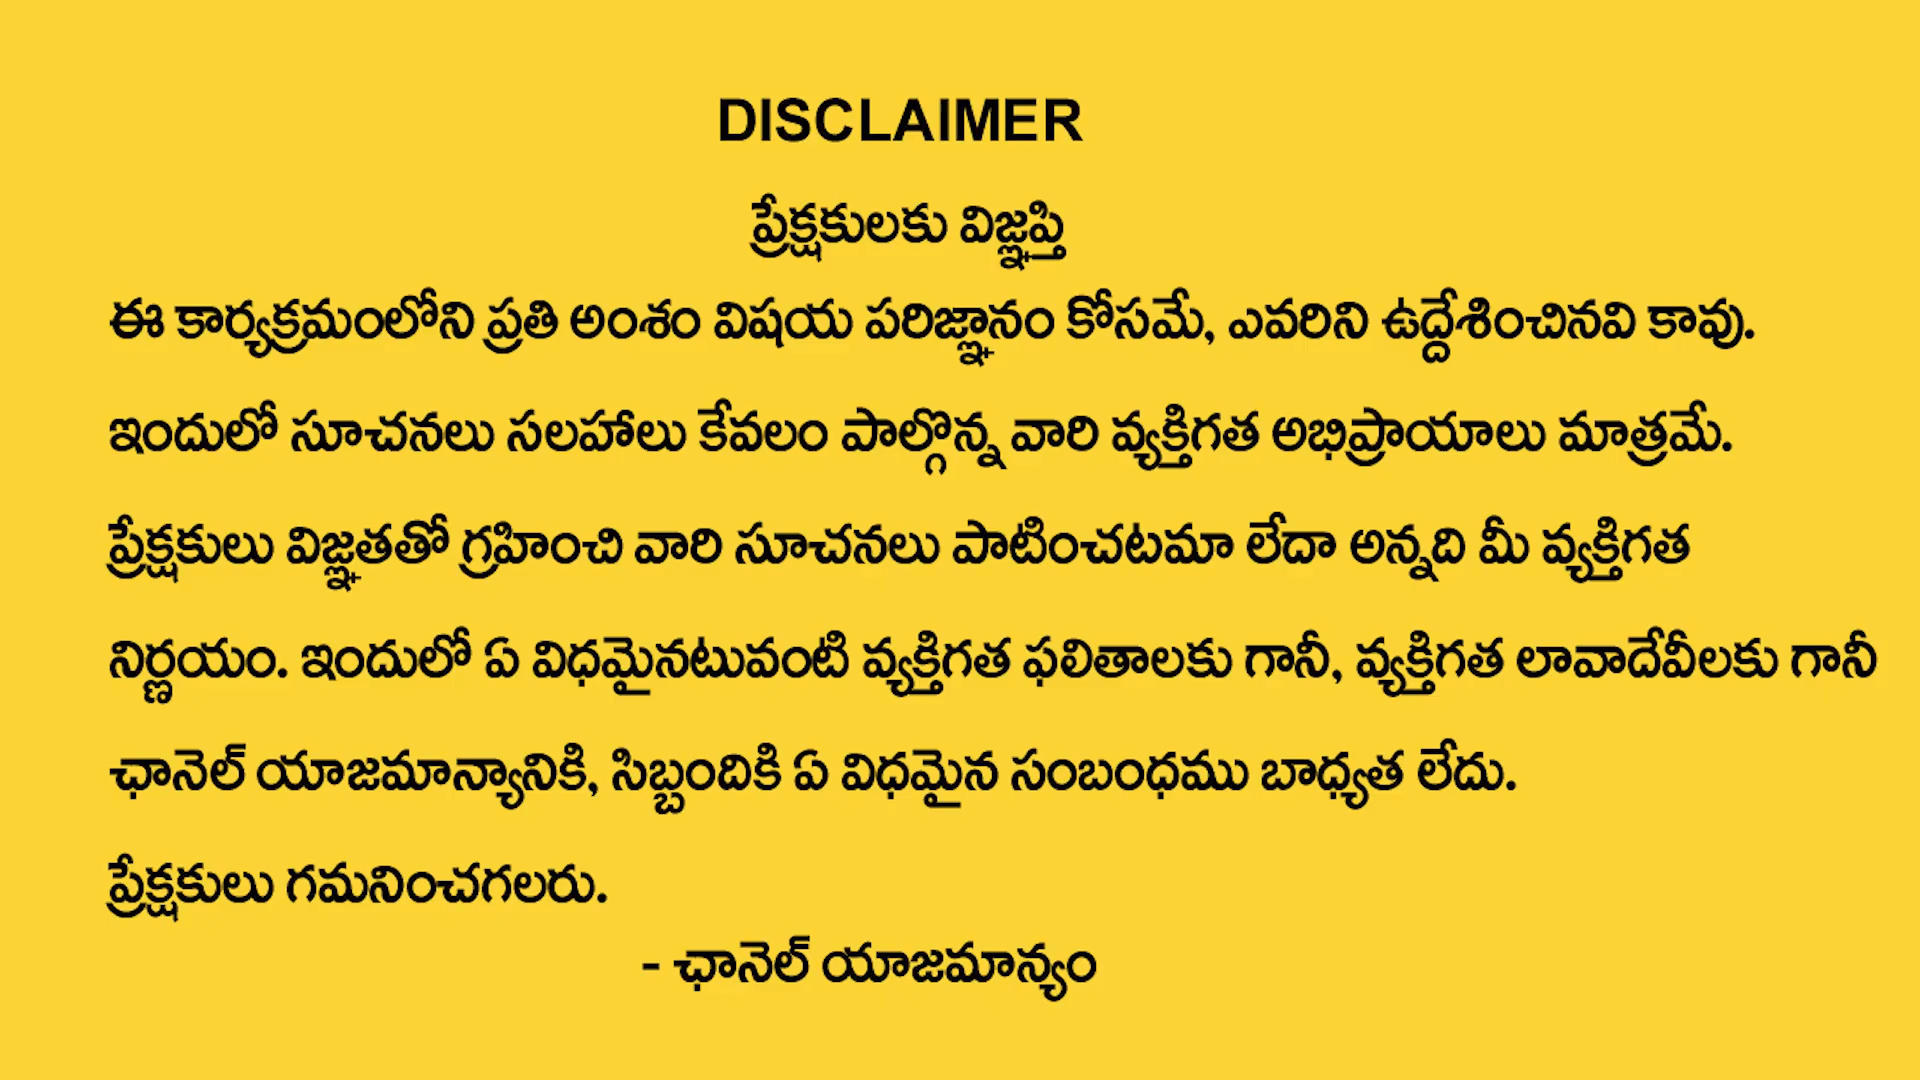 DISCLAIMER
ప్రేక్షకులకు విజ్ఞప్తి
ఈ కార్యక్రమంలోని ప్రతి అంశం విషయ పరిజ్ఞానం కోసమే, ఎవరిని ఉద్దేశించినవి కావు.
ఇందులో సూచనలు సలహాలు కేవలం పాల్గొన్న వారి వ్యక్తిగత అభిప్రాయాలు మాత్రమే.
ప్రేక్షకులు విజ్ఞతతో గ్రహించి వారి సూచనలు పాటించటమా లేదా అన్నది మీ వ్యక్తిగత
నిర్ణయం. ఇందులో ఏ విధమైనటువంటి వ్యక్తిగత ఫలితాలకు గానీ, వ్యక్తిగత లావాదేవీలకు గానీ
ఛానెల్ యాజమాన్యానికి, సిబ్బందికి ఏ విధమైన సంబంధము బాధ్యత లేదు.
ప్రేక్షకులు గమనించగలరు.
- ఛానెల్ యాజమాన్యం